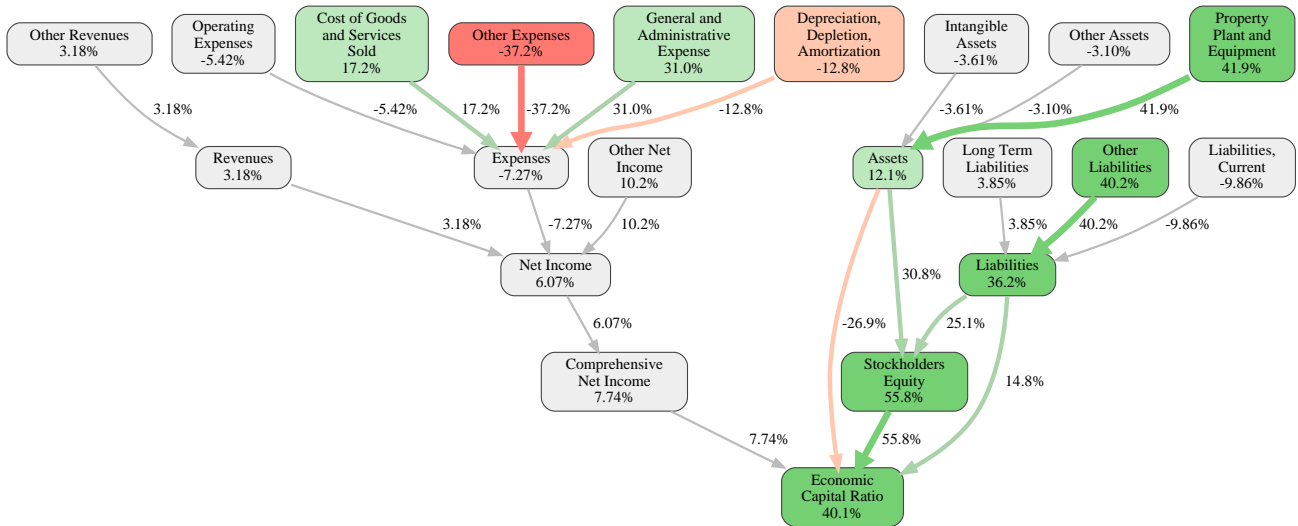 Other Revenues
3.18%
Operating
Expenses
-5.42%
Cost of Goods
and Services
Sold
17.2%
Other Expenses
-37.2%
General and
Administrative
Expense
31.0%
Depreciation,
Depletion,
Amortization
-12.8%
Intangible
Assets
-3.61%
Other Assets
-3.10%
Property
Plant and
Equipment
41.9%
3.18%
-5.42%
17.2%
-37.2%
31.0%
-12.8%
-3.61%
-3.10%
41.9%
Revenues
3.18%
Expenses
-7.27%
Other Net
Income
10.2%
Assets
12.1%
Long Term
Liabilities
3.85%
Other
Liabilities
40.2%
Liabilities,
Current
-9.86%
3.18%
-7.27%
10.2%
3.85%
40.2%
-9.86%
Net Income
6.07%
30.8%
Liabilities
36.2%
6.07%
-26.9%
25.1%
14.8%
Comprehensive
Net Income
7.74%
Stockholders
Equity
55.8%
7.74%
55.8%
Economic
Capital Ratio
40.1%